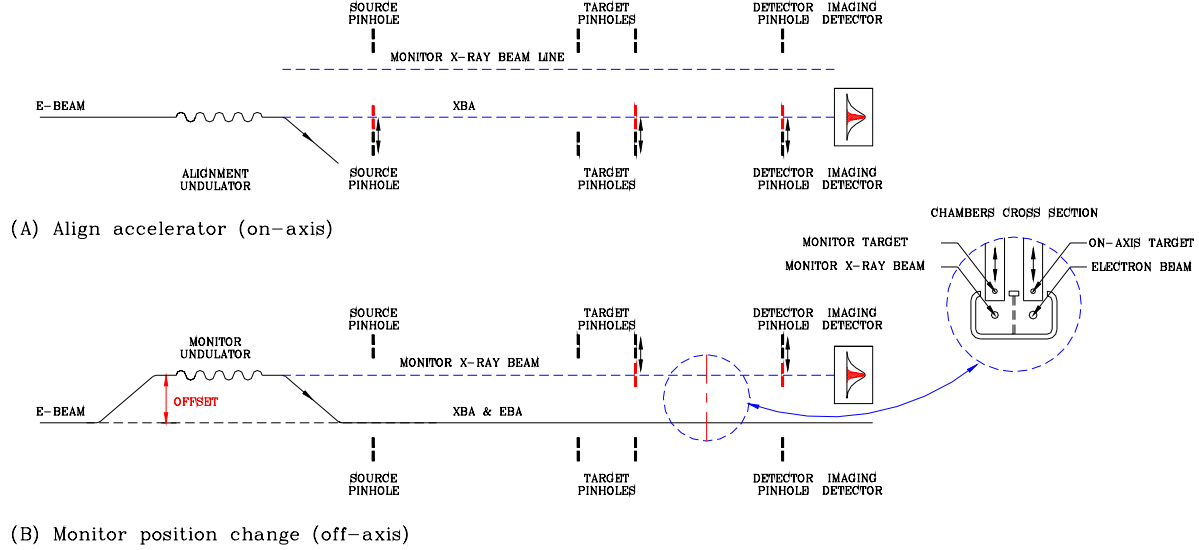 SOURCE
PINHOLE
TARGET
PINHOLES
DETECTOR
PINHOLE
IMAGING
DETECTOR
MONITOR X-RAY BEAM LINE
E-BEAM
XBA
ALIGNMENT
UNDULATOR
SOURCE
PINHOLE
TARGET
PINHOLES
DETECTOR
PINHOLE
IMAGING
DETECTOR
(A) Align accelerator (on-axis)
CHAMBERS CROSS SECTION
MONITOR TARGET
ON-AXIS TARGET
MONITOR X-RAY BEAM
ELECTRON BEAM
SOURCE
PINHOLE
TARGET
PINHOLES
DETECTOR
PINHOLE
IMAGING
DETECTOR
MONITOR
UNDULATOR
MONITOR X-RAY BEAM
OFFSET
E-BEAM
XBA & EBA
SOURCE
PINHOLE
TARGET
PINHOLES
DETECTOR
PINHOLE
IMAGING
DETECTOR
(B) Monitor position change (off-axis)